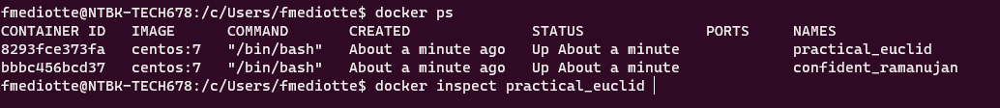 fmediotte@NTBK-TECH678:/c/Users/fmediotte$ docker ps
CONTAINER ID   IMAGE      COMMAND       CREATED              STATUS              PORTS     NAMES
8293fce373fa   centos:7   "/bin/bash"   About a minute ago   Up About a minute             practical_euclid
bbbc456bcd37   centos:7   "/bin/bash"   About a minute ago   Up About a minute             confident_ramanujan
fmediotte@NTBK-TECH678:/c/Users/fmediotte$ docker inspect practical_euclid